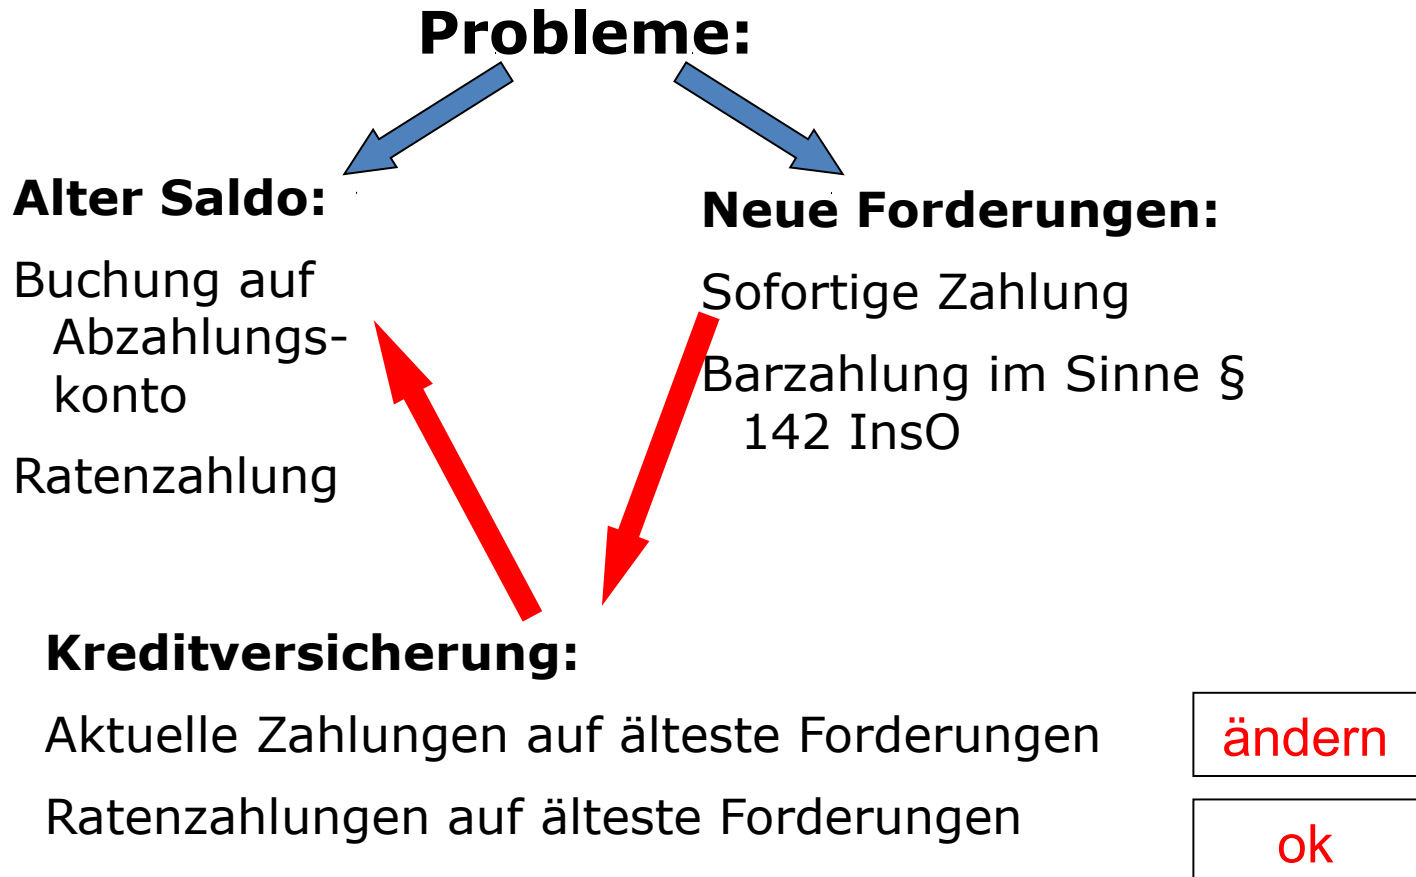 Probleme:
Alter Saldo:
Buchung auf
Abzahlungs-
konto
Ratenzahlung
Neue Forderungen:
Sofortige Zahlung
Barzahlung im Sinne §
142 InsO
Kreditversicherung:
Aktuelle Zahlungen auf älteste Forderungen
ändern
Ratenzahlungen auf älteste Forderungen
ok